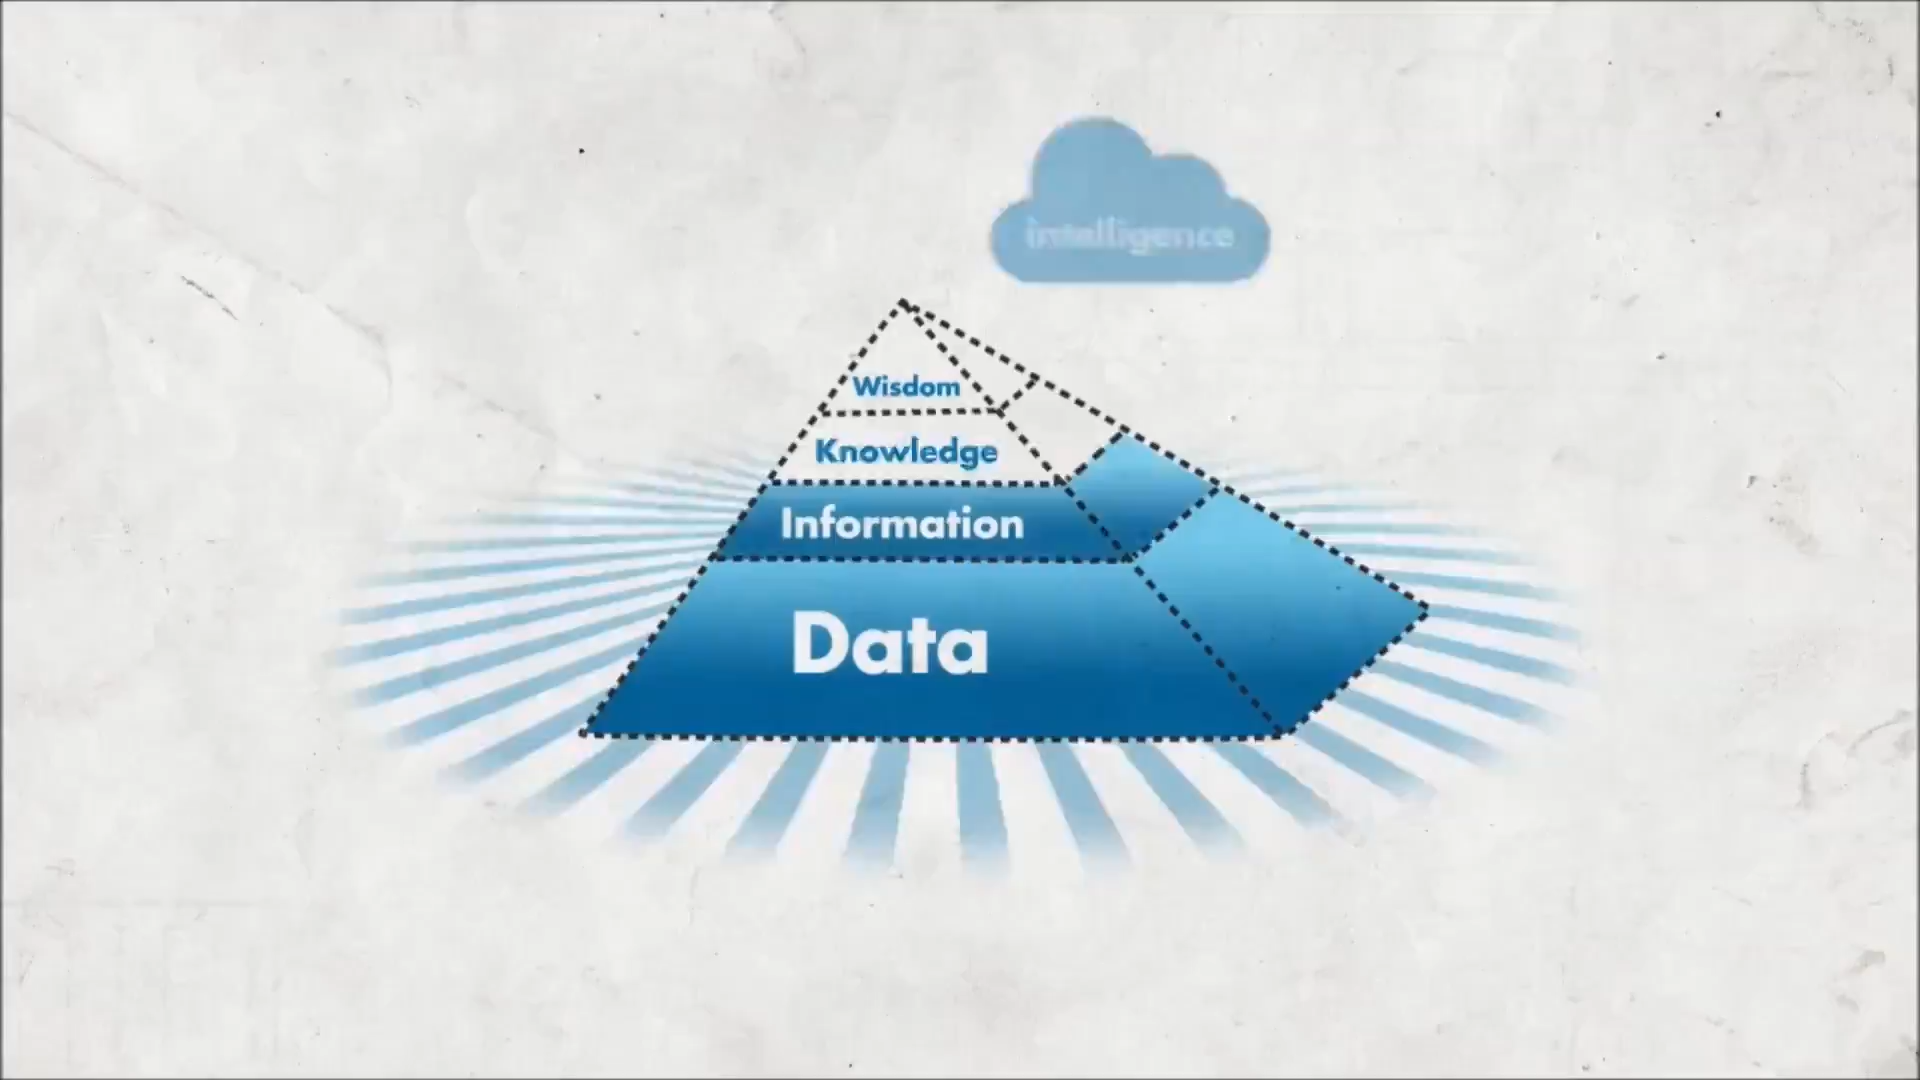 intelligence
Wisdom
Knowledge
Information
Data